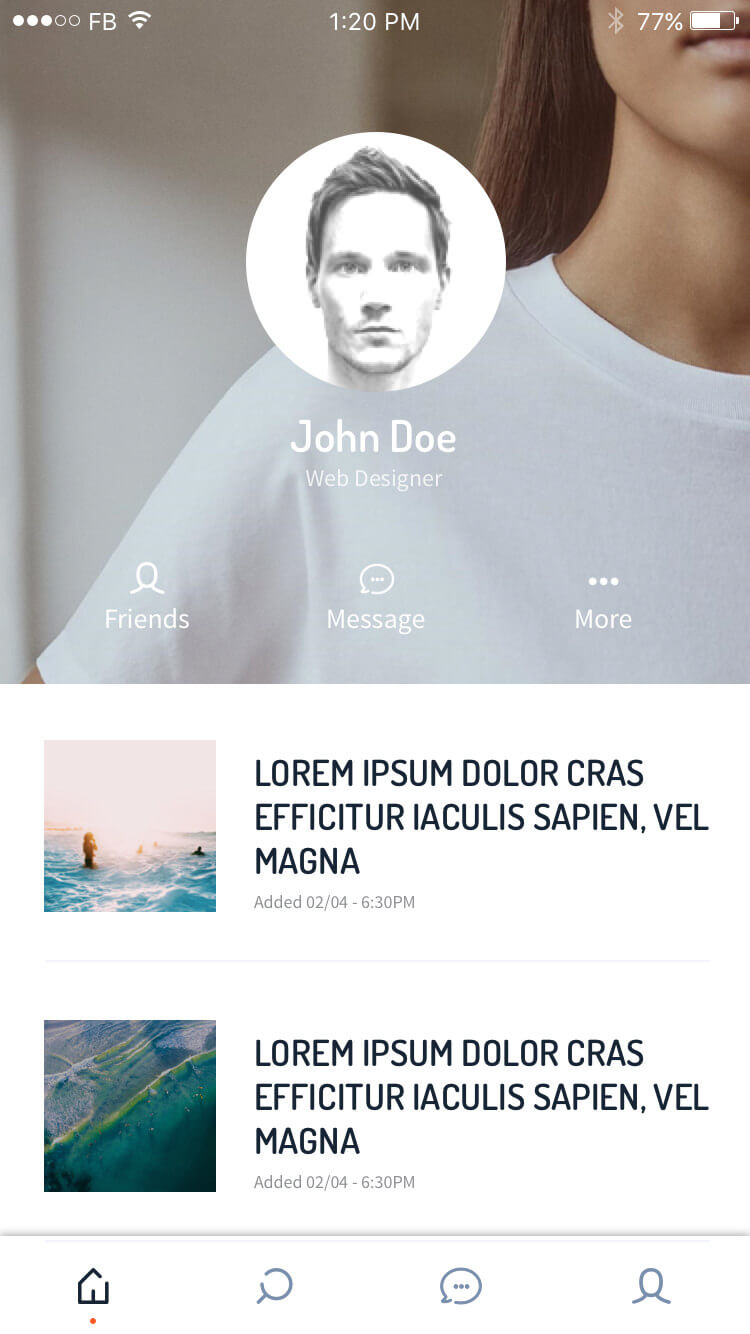 FB 1:20 PM 77%
John Doe
Web Designer
Friends Message More
LOREM IPSUM DOLOR CRAS
EFFICITUR IACULIS SAPIEN, VEL
MAGNA
Added 02/04 - 6:30PM
LOREM IPSUM DOLOR CRAS
EFFICITUR IACULIS SAPIEN, VEL
MAGNA
Added 02/04 - 6:30PM